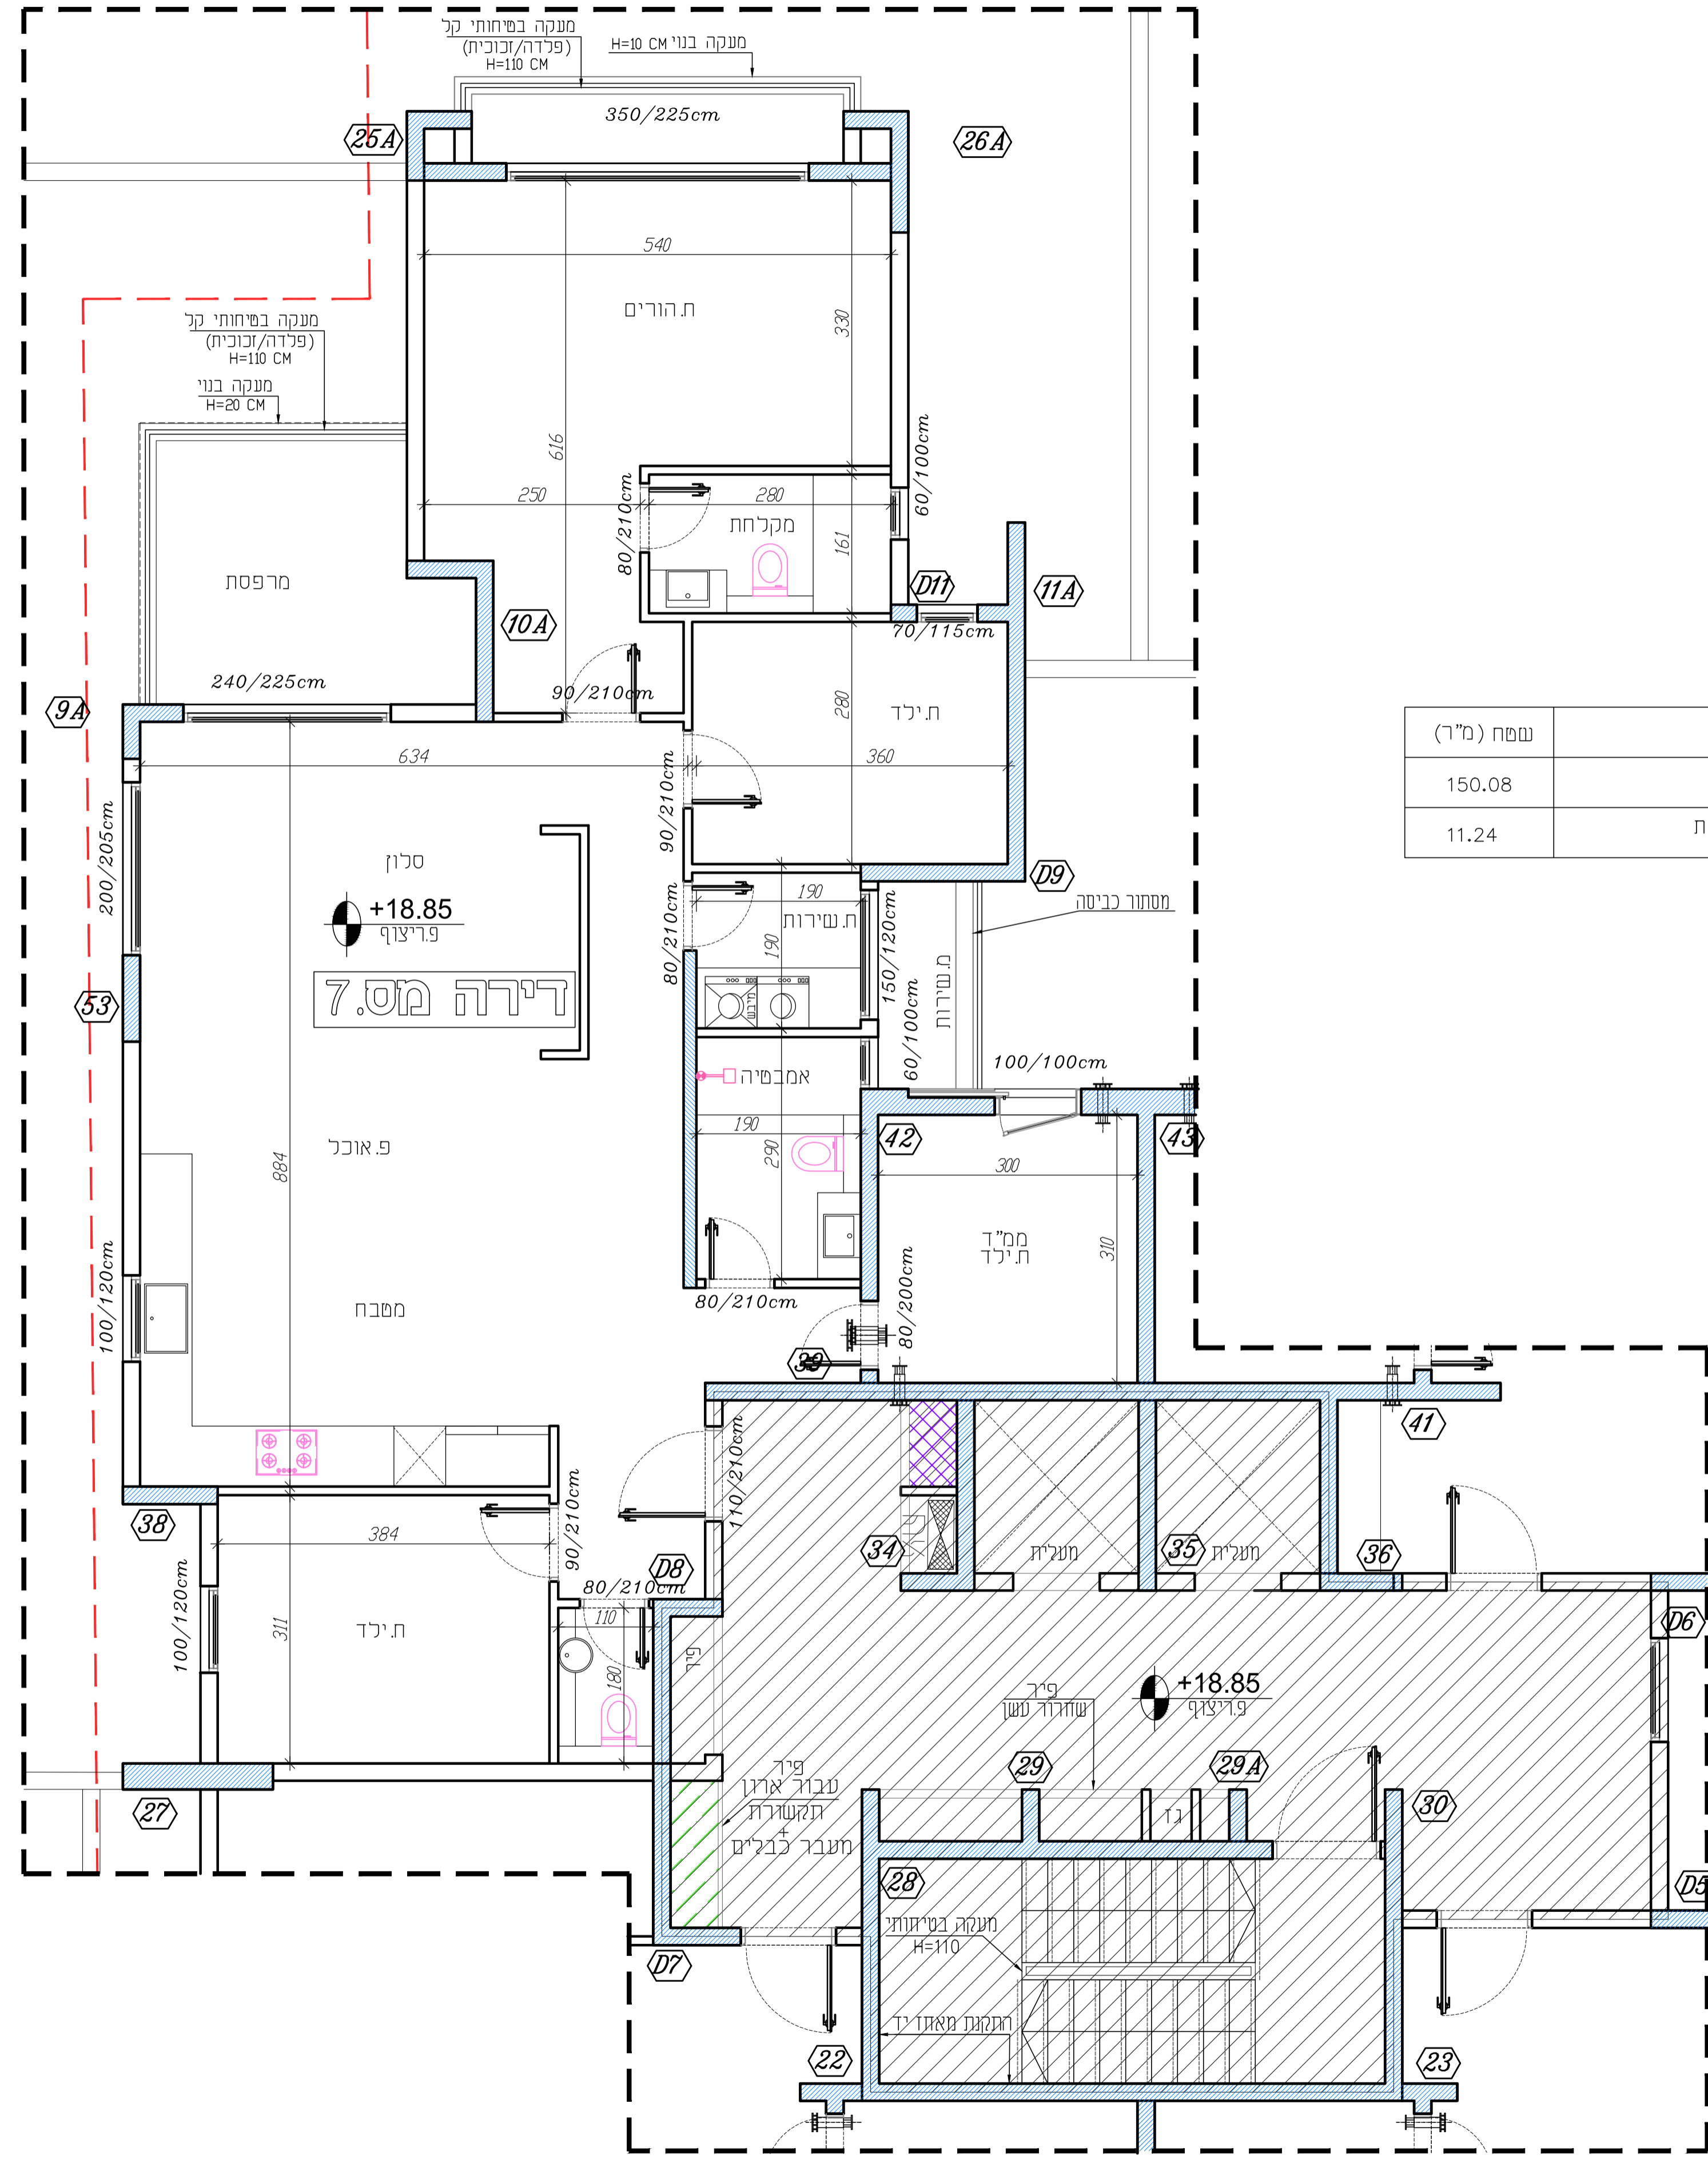 מעקה בטיחותי קל
(פלדה/זכוכית)
H=110 CM
מעקה בנוי H=10 CM
350/225cm
25A
26A
540
ח.הורים
330
מעקה בטיחותי קל
(פלדה/זכוכית)
H=110 CM
מעקה בנוי
H=20 CM
616
60/100cm
250
280
80/210cm
מקלחת
161
מרפסת
D11
11A
10A
70/115cm
240/225cm
90/210cm
9A
280
ח.ילד
634
360
שטח (מ"ר)
150.08
11.24
ת
200/205cm
90/210cm
סלון
+18.85
פ.ריצוף
דירה מס.7
D9
מסתור כביסה
190
ח.שירות
80/210cm
190
150/120cm
מ.שירות
מיבש
53
60/100cm
100/100cm
אמבטיה
190
290
42
43
פ.אוכל
884
300
ממ"ד
ח.ילד
310
100/120cm
מטבח
80/210cm
80/200cm
39
41
110/210cm
38
384
90/210cm
D8
34
מעלית
35
מעלית
36
100/120cm
311
ח.ילד
80/210cm
110
180
פיר
D6
פיר
שחרור עשן
+18.85
פ.ריצוף
27
פיר
עבור ארון
תקשורת
+
מעבר כבלים
29
29A
גז
30
28
D5
מעקה בטיחותי
H=110
D7
התקנת מאחז יד
22
23